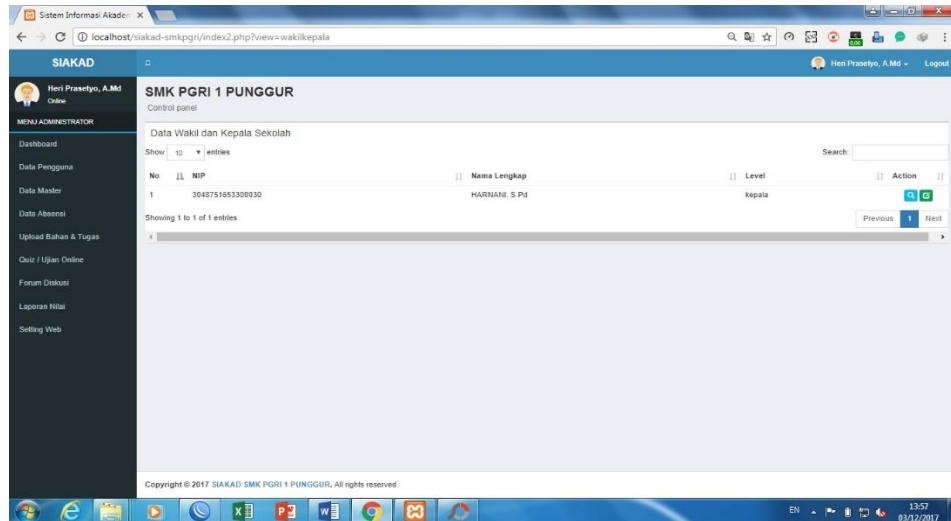 Sistem Informasi Akadem
localhost/siakad-smkpgri/index2.php?view=wakilkepala
SIAKAD
Heri Prasetyo, A.Md
Logout
Heri Prasetyo, A.Md
Online
SMK PGRI 1 PUNGGUR
Control panel
MENU ADMINISTRATOR
Dashboard
Data Pengguna
Data Master
Data Absensi
Upload Bahan & Tugas
Quiz / Ujian Online
Forum Diskusi
Laporan Nilai
Setting Web
Data Wakil dan Kepala Sekolah
Show 10 entries
Search:
No NIP Nama Lengkap Level Action
1 3048751653300030 HARNANI, S.Pd kepala
Showing 1 to 1 of 1 entries
Previous 1 Next
Copyright © 2017 SIAKAD SMK PGRI 1 PUNGGUR. All rights reserved.
EN
13:57
03/12/2017